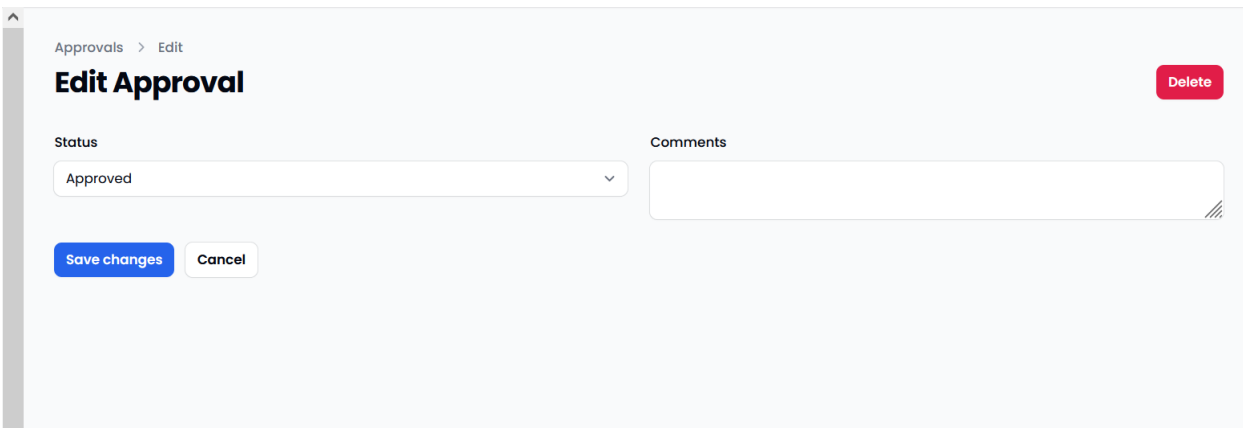 Approvals > Edit
Edit Approval
Delete
Status
Comments
Approved
Save changes
Cancel